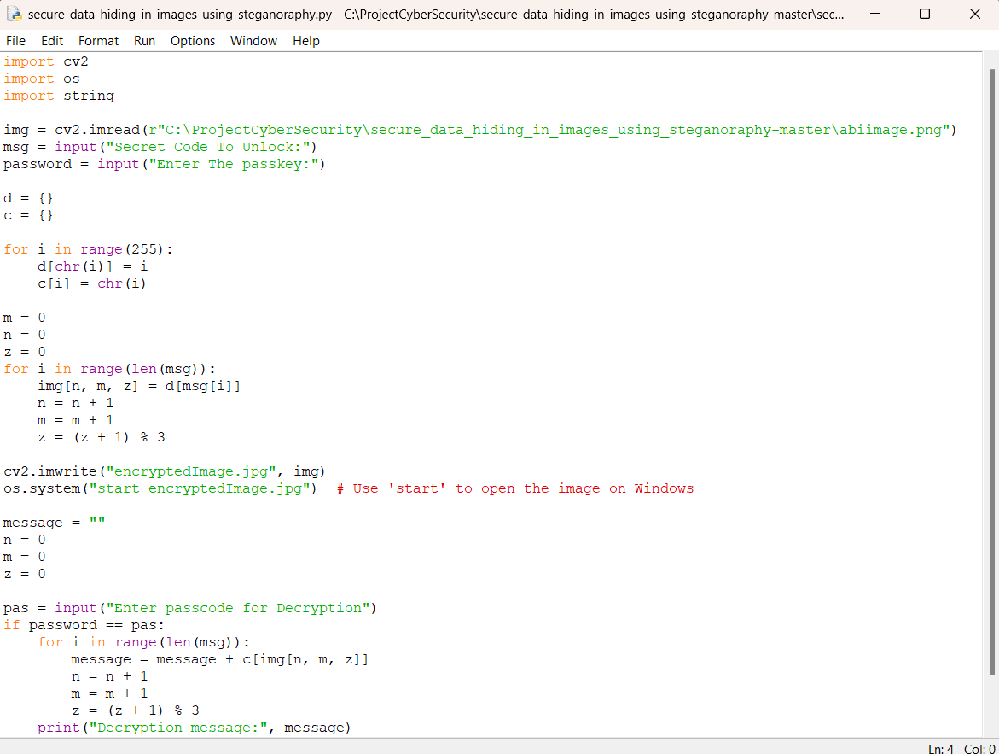 secure_data_hiding_in_images_using_steganoraphy.py - C:\ProjectCyberSecurity\secure_data_hiding_in_images_using_steganoraphy-master\sec...
File Edit Format Run Options Window Help
import cv2
import os
import string

img = cv2.imread(r"C:\ProjectCyberSecurity\secure_data_hiding_in_images_using_steganoraphy-master\abiimage.png")
msg = input("Secret Code To Unlock:")
password = input("Enter The passkey:")

d = {}
c = {}

for i in range(255):
    d[chr(i)] = i
    c[i] = chr(i)

m = 0
n = 0
z = 0
for i in range(len(msg)):
    img[n, m, z] = d[msg[i]]
    n = n + 1
    m = m + 1
    z = (z + 1) % 3

cv2.imwrite("encryptedImage.jpg", img)
os.system("start encryptedImage.jpg")  # Use 'start' to open the image on Windows

message = ""
n = 0
m = 0
z = 0

pas = input("Enter passcode for Decryption")
if password == pas:
    for i in range(len(msg)):
        message = message + c[img[n, m, z]]
        n = n + 1
        m = m + 1
        z = (z + 1) % 3
    print("Decryption message:", message)
Ln: 4 Col: 0